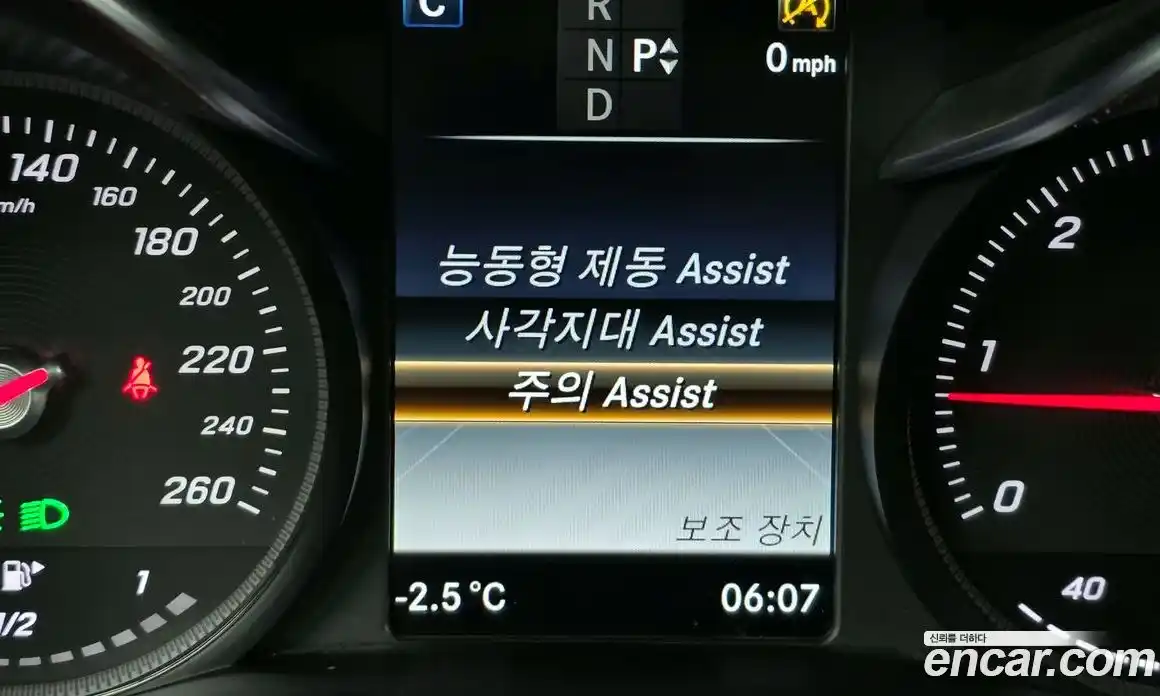 C
R
N P
D
0 mph
140
160
180
200
220
240
260
1
1/2
능동형 제동 Assist
사각지대 Assist
주의 Assist
보조 장치
-2.5 °C
06:07
2
1
0
40
신뢰를 더하다
encar.com